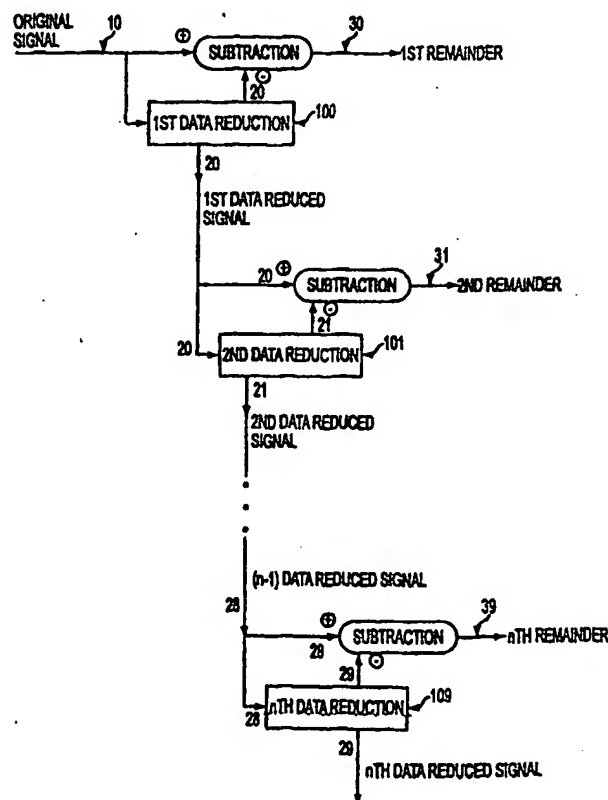 ORIGINAL
SIGNAL
10
⊕
SUBTRACTION
30
1ST REMAINDER
20
⊖
1ST DATA REDUCTION
100
20
1ST DATA REDUCED
SIGNAL
20
⊕
SUBTRACTION
31
2ND REMAINDER
21
⊖
20
2ND DATA REDUCTION
101
21
2ND DATA REDUCED
SIGNAL
(n-1) DATA REDUCED SIGNAL
28
⊕
28
SUBTRACTION
39
nTH REMAINDER
29
⊖
28
nTH DATA REDUCTION
109
29
nTH DATA REDUCED SIGNAL